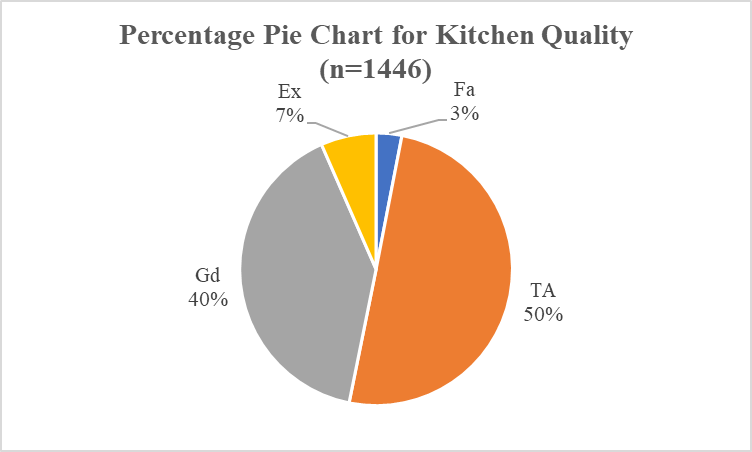 Percentage Pie Chart for Kitchen Quality
(n=1446)
Ex
7%
Fa
3%
Gd
40%
TA
50%